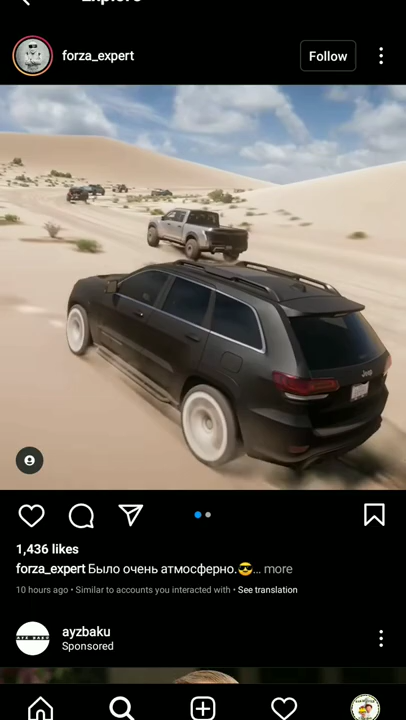 forza_expert
Follow
Jeep
1,436 likes
forza_expert Было очень атмосферно.😎... more
10 hours ago • Similar to accounts you interacted with • See translation
ayzbaku
Sponsored